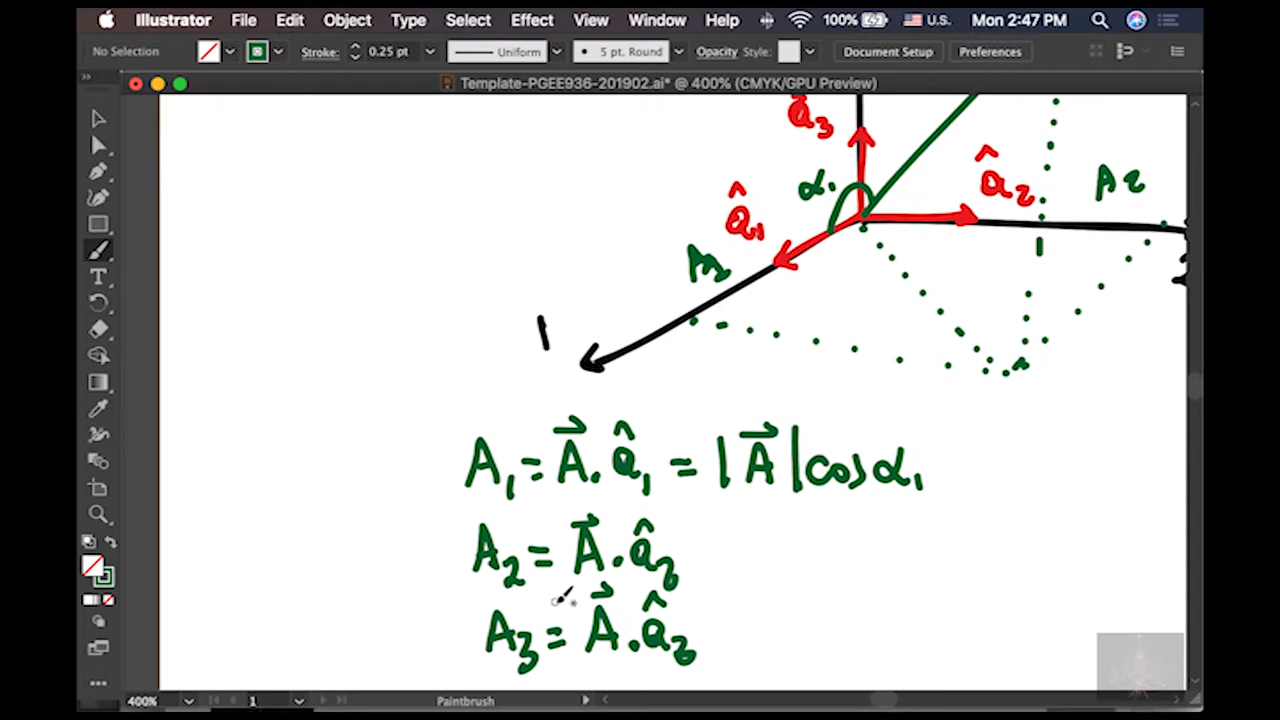 Illustrator File Edit Object Type Select Effect View Window Help 100% U.S. Mon 2:47 PM
No Selection Stroke: 0.25 pt Uniform 5 pt. Round Opacity Style: Document Setup Preferences
Template-PGEE936-201902.ai* @ 400% (CMYK/GPU Preview)
â₃
â₂
A₂
α₁
â₁
1
A₁ = A⃗ . â₁ = |A⃗| cos α₁
A₂ = A⃗ . â₂
A₃ = A⃗ . â₃
400% 1 Paintbrush